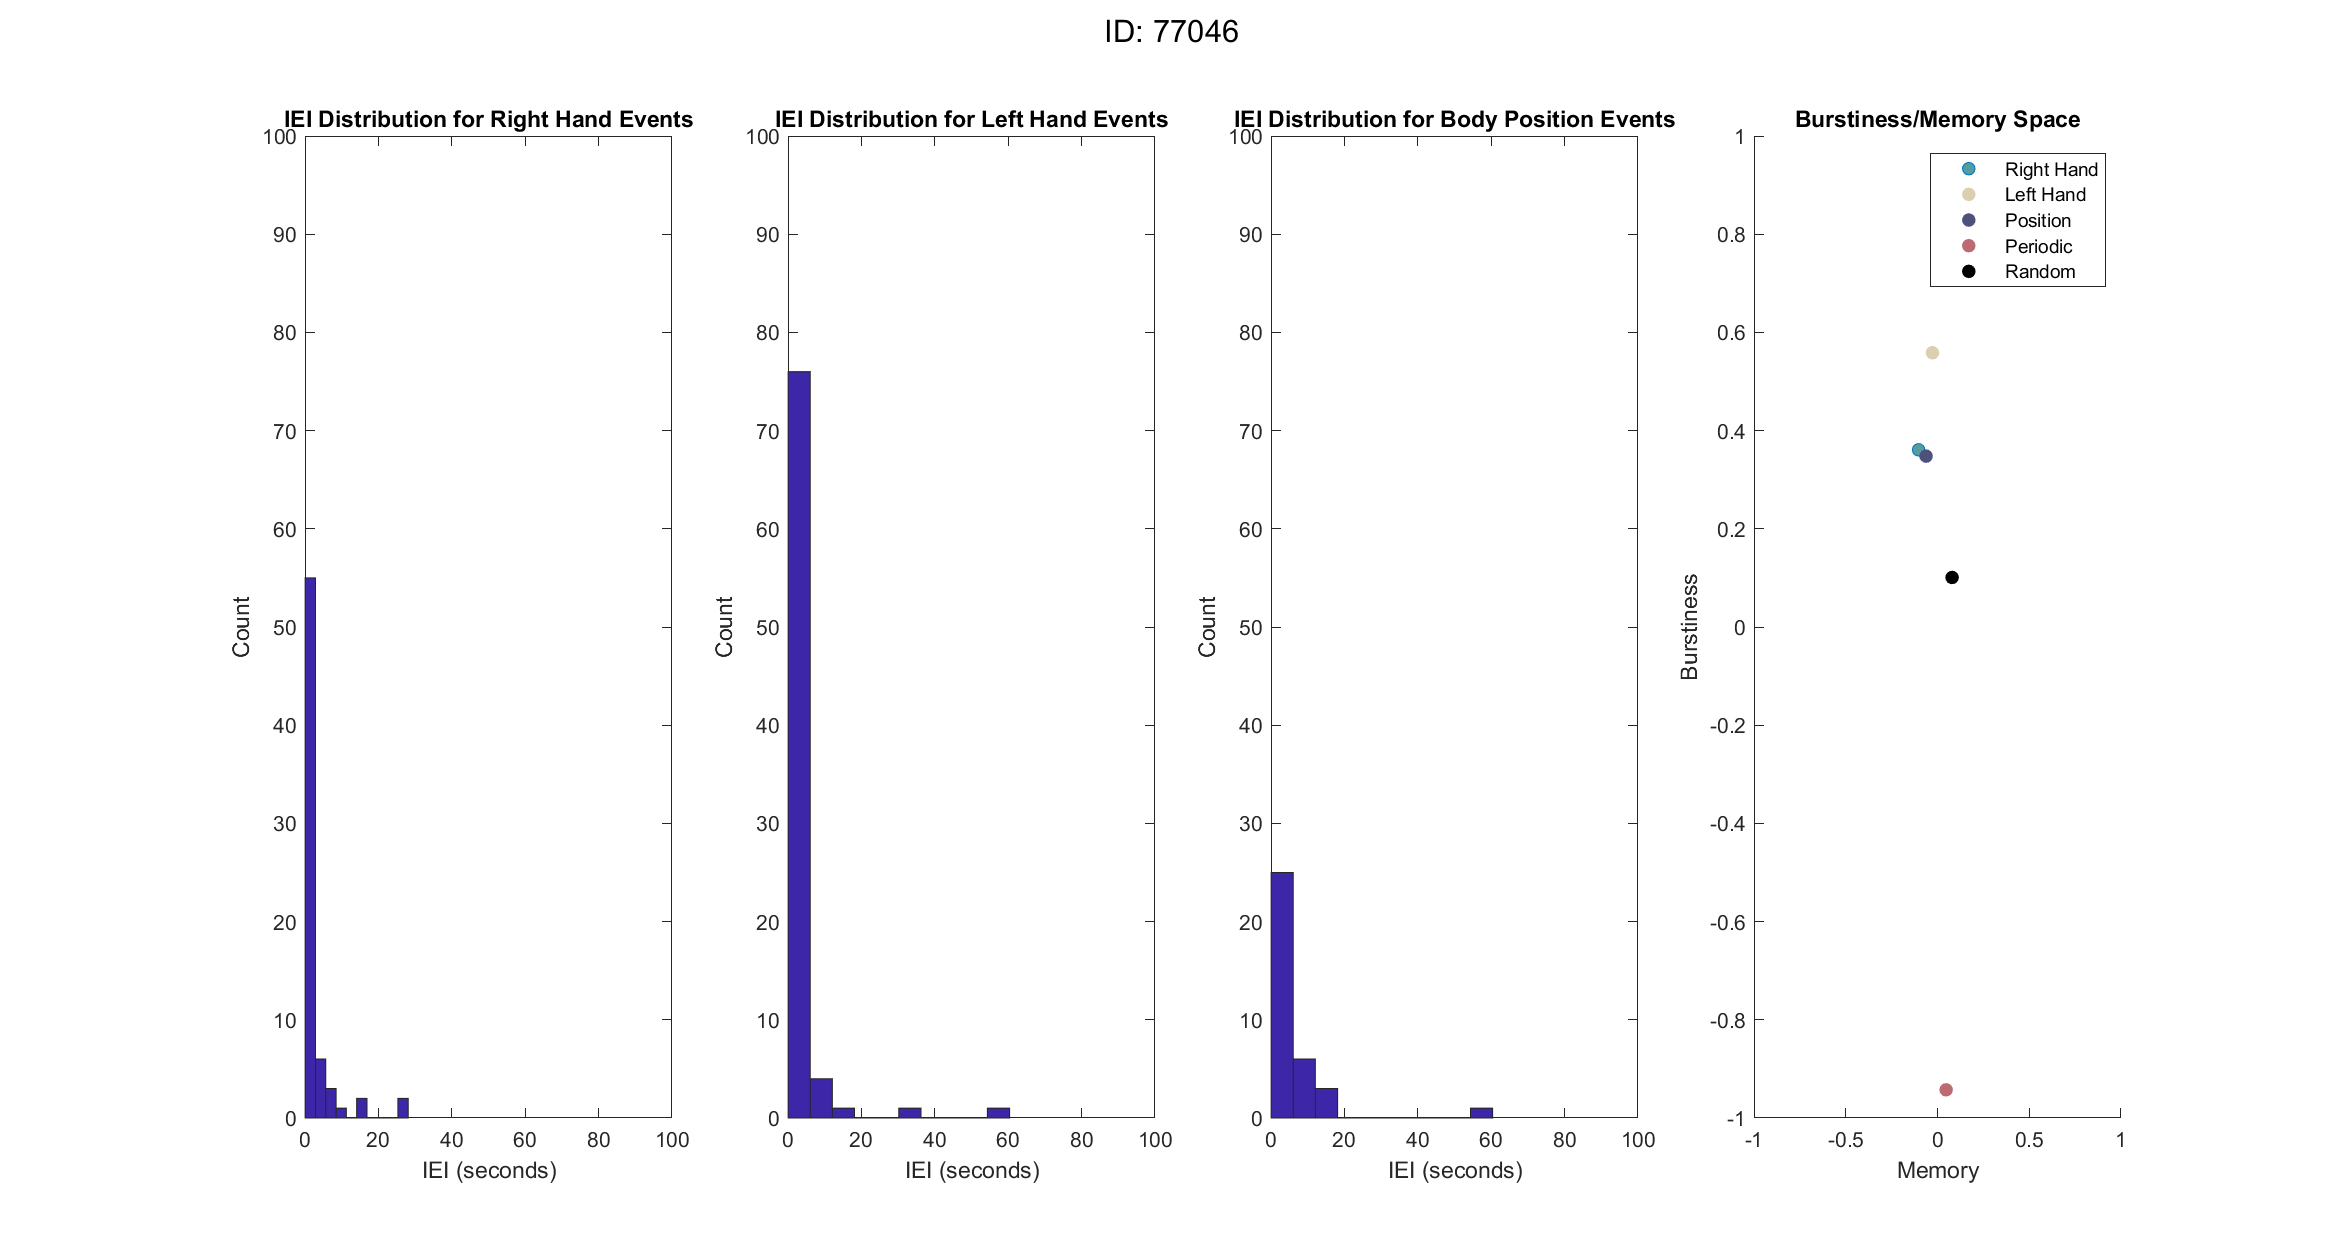 ID: 77046
IEI Distribution for Right Hand Events
100
90
80
70
60
50
40
30
20
10
0
Count
0 20 40 60 80 100
IEI (seconds)
IEI Distribution for Left Hand Events
100
90
80
70
60
50
40
30
20
10
0
Count
0 20 40 60 80 100
IEI (seconds)
IEI Distribution for Body Position Events
100
90
80
70
60
50
40
30
20
10
0
Count
0 20 40 60 80 100
IEI (seconds)
Burstiness/Memory Space
1
0.8
0.6
0.4
0.2
0
-0.2
-0.4
-0.6
-0.8
-1
Burstiness
-1 -0.5 0 0.5 1
Memory
Right Hand
Left Hand
Position
Periodic
Random